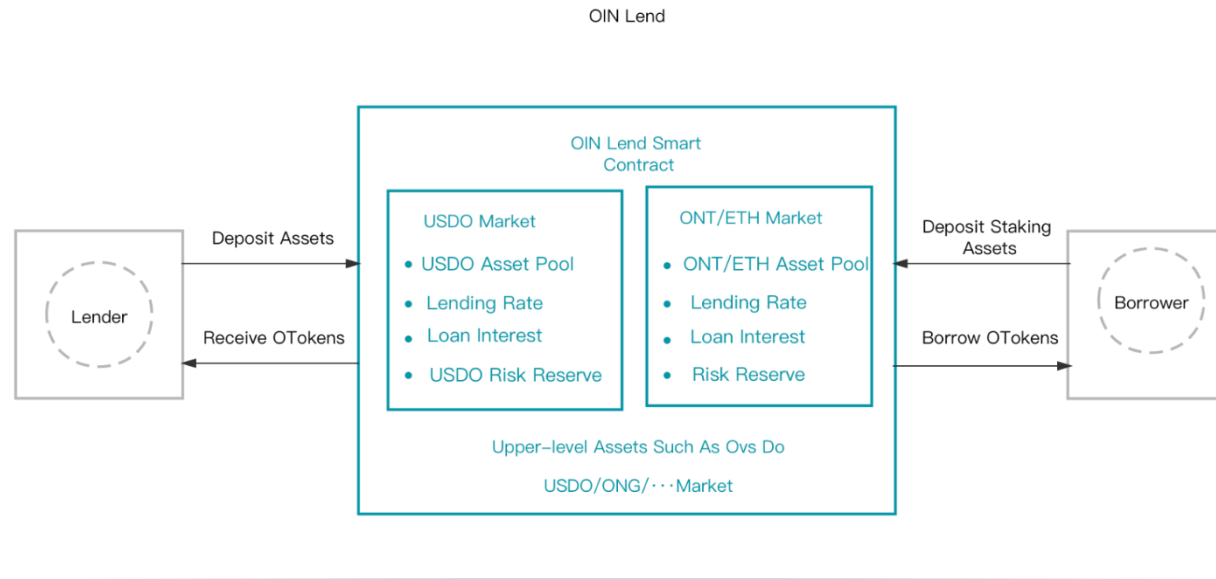 OIN Lend
OIN Lend Smart
Contract
USDO Market
• USDO Asset Pool
• Lending Rate
• Loan Interest
• USDO Risk Reserve
ONT/ETH Market
• ONT/ETH Asset Pool
• Lending Rate
• Loan Interest
• Risk Reserve
Upper-level Assets Such As Ovs Do
USDO/ONG/···Market
Lender
Deposit Assets
Receive OTokens
Deposit Staking
Assets
Borrow OTokens
Borrower